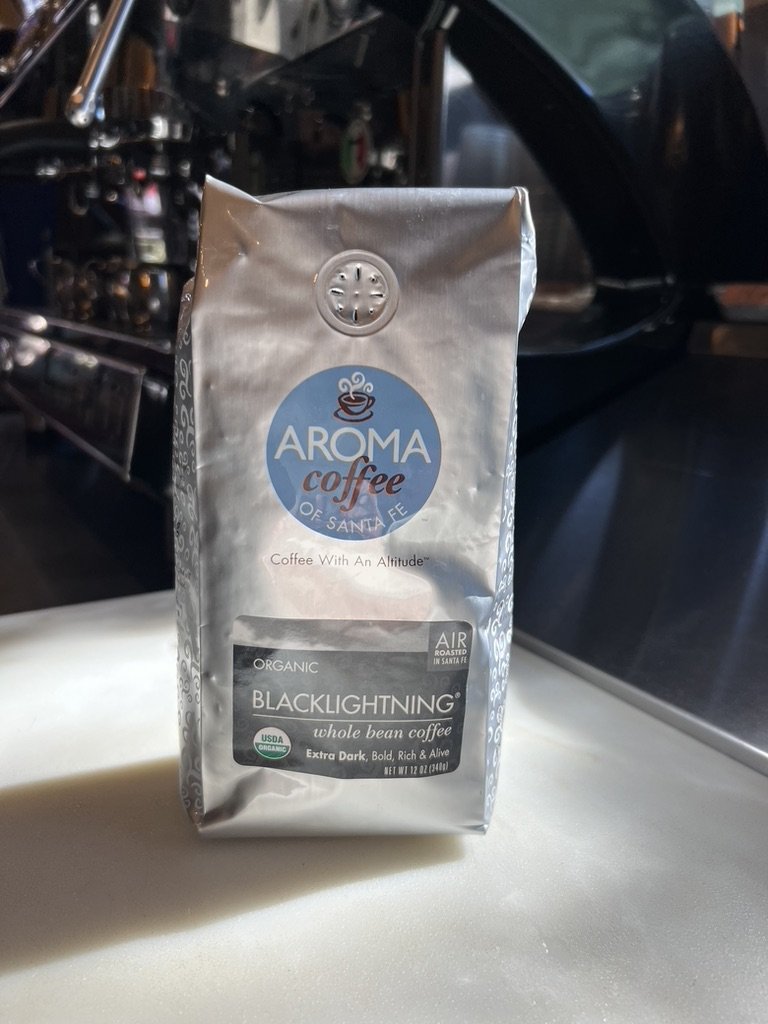 AROMA
coffee
OF SANTA FE
Coffee With An Altitude™
AIR
ROASTED
IN SANTA FE
ORGANIC
BLACKLIGHTNING®
whole bean coffee
USDA
ORGANIC
Extra Dark, Bold, Rich & Alive
NET WT 12 OZ (340g)